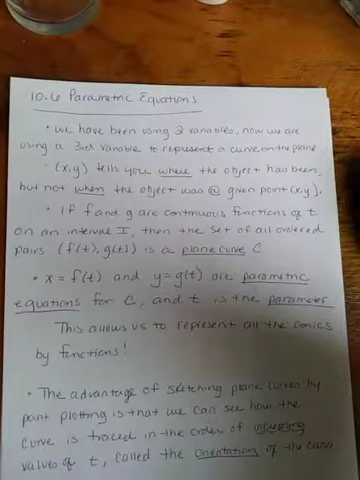 10.6 Parametric Equations
• we have been using 2 variables, now we are
using a 3rd variable to represent a curve on the plane
• (x,y) tells you where the object has been,
but not when the object was @ given point (x,y).
• If f and g are continuous functions of t
on an interval I, then the set of all ordered
pairs (f(t), g(t)) is a plane curve C
• x = f(t) and y = g(t) are parametric
equations for C, and t is the parameter
This allows us to represent all the conics
by functions!
• The advantage of sketching plane curves by
point plotting is that we can see how the
curve is traced in the order of increasing
values of t, called the orientation of the curve